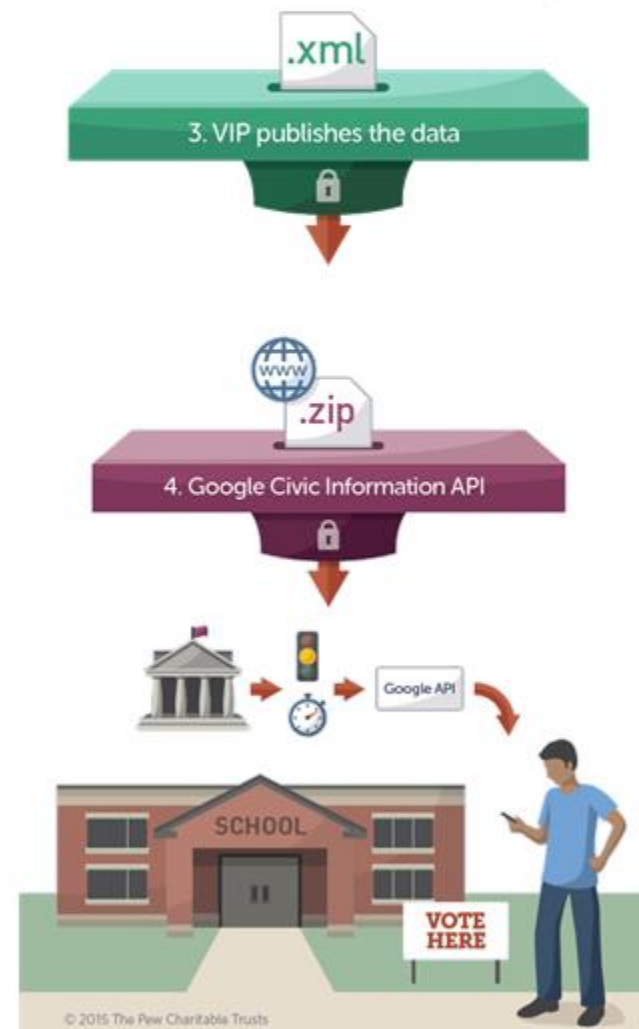 .xml
3. VIP publishes the data
www
.zip
4. Google Civic Information API
Google API
SCHOOL
VOTE
HERE
© 2015 The Pew Charitable Trusts